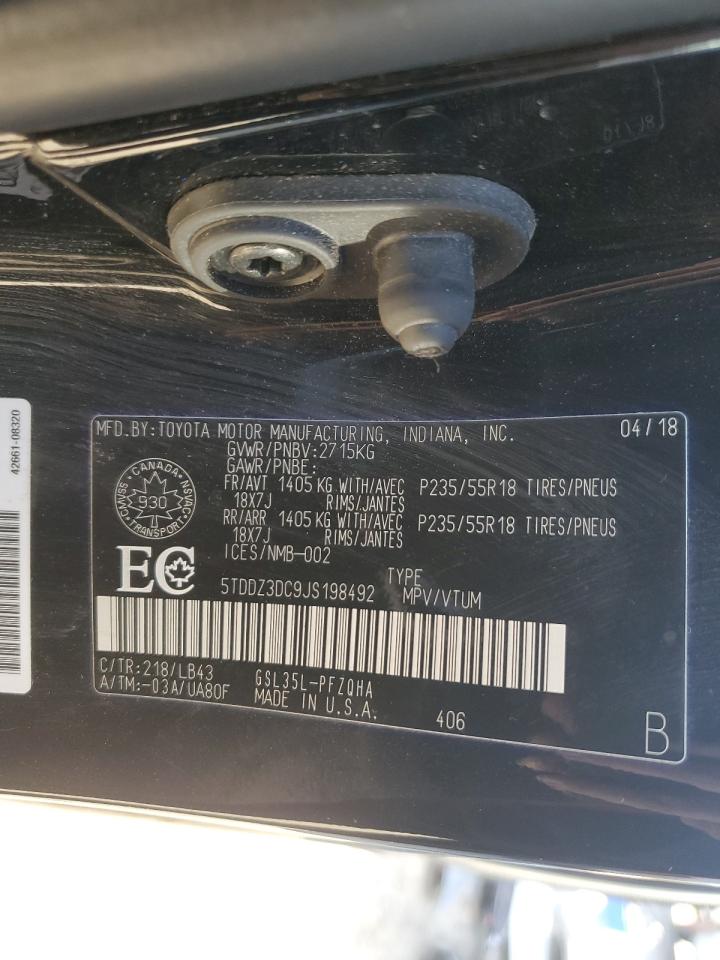 MFD.BY:TOYOTA MOTOR MANUFACTURING, INDIANA, INC. 04/18
GVWR/PNBV:2715KG
GAWR/PNBE:
FR/AVT 1405 KG WITH/AVEC P235/55R18 TIRES/PNEUS
18X7J RIMS/JANTES
RR/ARR 1405 KG WITH/AVEC P235/55R18 TIRES/PNEUS
18X7J RIMS/JANTES
ICES/NMB-002
CANADA
930
TRANSPORT
NSVAC
SSMVAC
EC
5TDDZ3DC9JS198492 TYPE
MPV/VTUM
C/TR:218/LB43 GSL35L-PFZQHA
A/TM:-03A/UA80F MADE IN U.S.A. 406
B
42661-08320